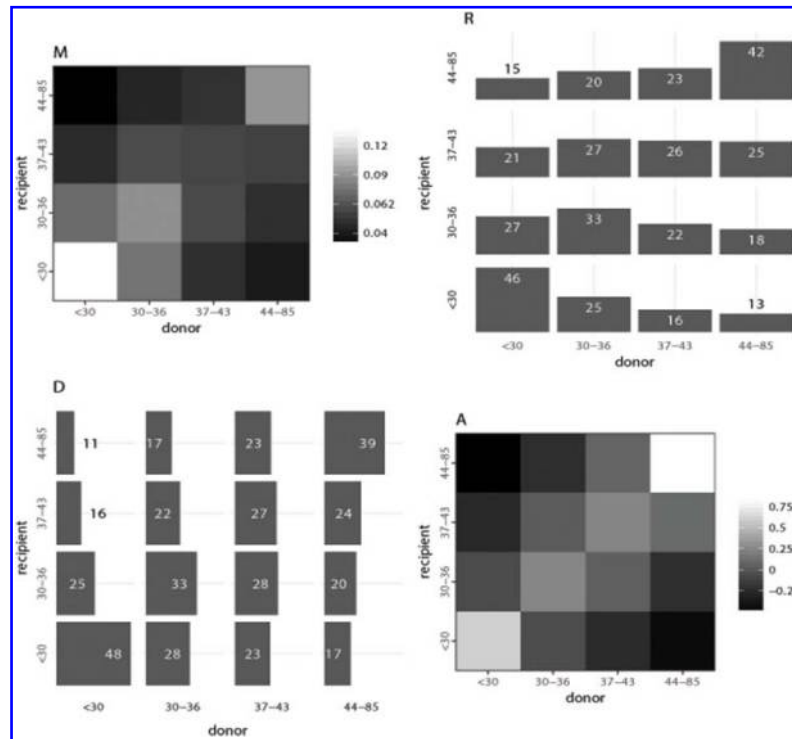 M
recipient
44–85
37–43
30–36
<30
<30 30–36 37–43 44–85
donor
0.12
0.09
0.062
0.04
R
recipient
44–85
15 20 23 42
37–43
21 27 26 25
30–36
27 33 22 18
<30
46 25 16 13
<30 30–36 37–43 44–85
donor
D
recipient
44–85
11 17 23 39
37–43
16 22 27 24
30–36
25 33 28 20
<30
48 28 23 17
<30 30–36 37–43 44–85
donor
A
recipient
44–85
37–43
30–36
<30
<30 30–36 37–43 44–85
donor
0.75
0.5
0.25
0